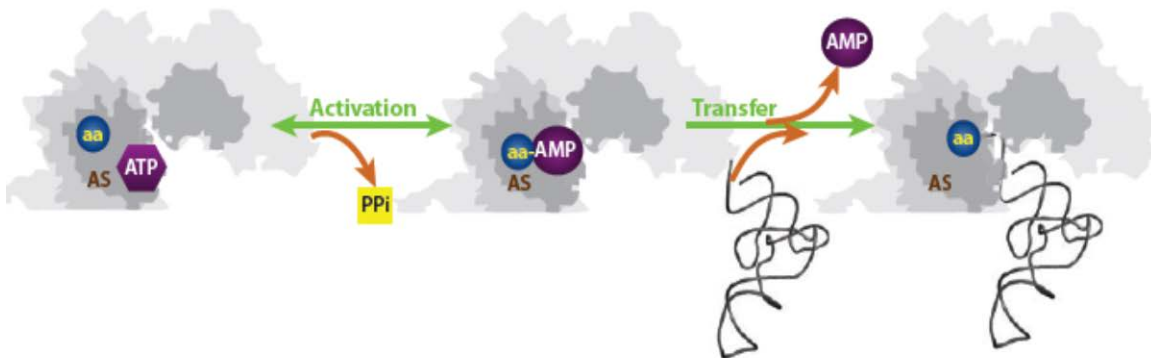 aa
ATP
AS
Activation
PPi
aa-AMP
AS
Transfer
AMP
aa
AS